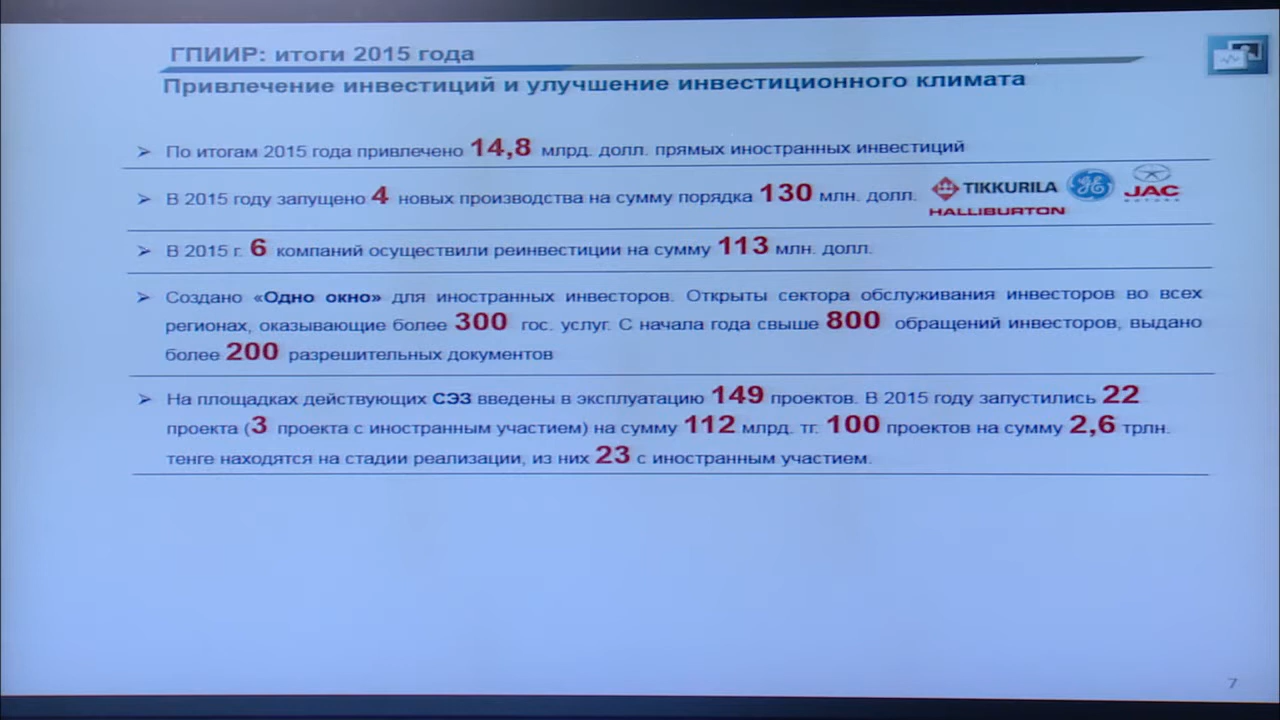 ГПИИР: итоги 2015 года
Привлечение инвестиций и улучшение инвестиционного климата
По итогам 2015 года привлечено 14,8 млрд. долл. прямых иностранных инвестиций
В 2015 году запущено 4 новых производства на сумму порядка 130 млн. долл.
TIKKURILA
GE
JAC
MOTORS
HALLIBURTON
В 2015 г. 6 компаний осуществили реинвестиции на сумму 113 млн. долл.
Создано «Одно окно» для иностранных инвесторов. Открыты сектора обслуживания инвесторов во всех
регионах, оказывающие более 300 гос. услуг. С начала года свыше 800 обращений инвесторов, выдано
более 200 разрешительных документов
На площадках действующих СЭЗ введены в эксплуатацию 149 проектов. В 2015 году запустились 22
проекта (3 проекта с иностранным участием) на сумму 112 млрд. тг. 100 проектов на сумму 2,6 трлн.
тенге находятся на стадии реализации, из них 23 с иностранным участием.
7